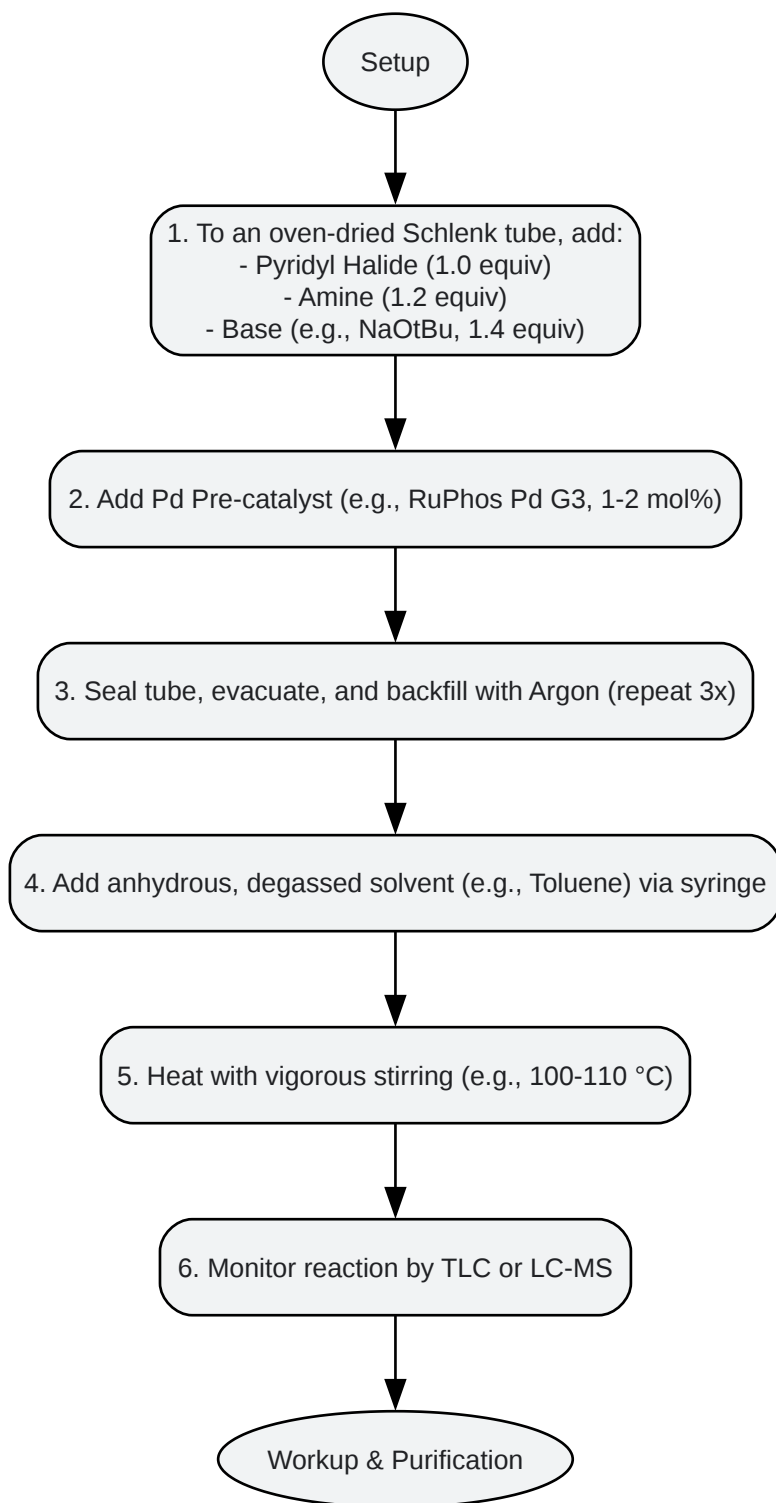 Setup
1. To an oven-dried Schlenk tube, add:
- Pyridyl Halide (1.0 equiv)
- Amine (1.2 equiv)
- Base (e.g., NaOtBu, 1.4 equiv)
2. Add Pd Pre-catalyst (e.g., RuPhos Pd G3, 1-2 mol%)
3. Seal tube, evacuate, and backfill with Argon (repeat 3x)
4. Add anhydrous, degassed solvent (e.g., Toluene) via syringe
5. Heat with vigorous stirring (e.g., 100-110 °C)
6. Monitor reaction by TLC or LC-MS
Workup & Purification